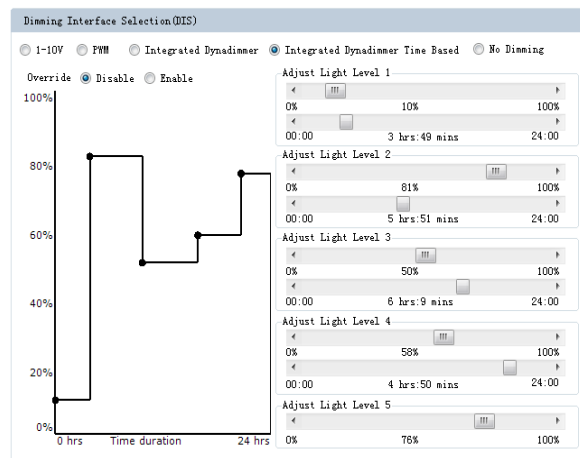 Dimming Interface Selection(DIS)
1-10V PWM Integrated Dynadimmer Integrated Dynadimmer Time Based No Dimming
Override Disable Enable
100%
80%
60%
40%
20%
0%
0 hrs Time duration 24 hrs
Adjust Light Level 1
0% 10% 100%
00:00 3 hrs:49 mins 24:00
Adjust Light Level 2
0% 81% 100%
00:00 5 hrs:51 mins 24:00
Adjust Light Level 3
0% 50% 100%
00:00 6 hrs:9 mins 24:00
Adjust Light Level 4
0% 58% 100%
00:00 4 hrs:50 mins 24:00
Adjust Light Level 5
0% 76% 100%